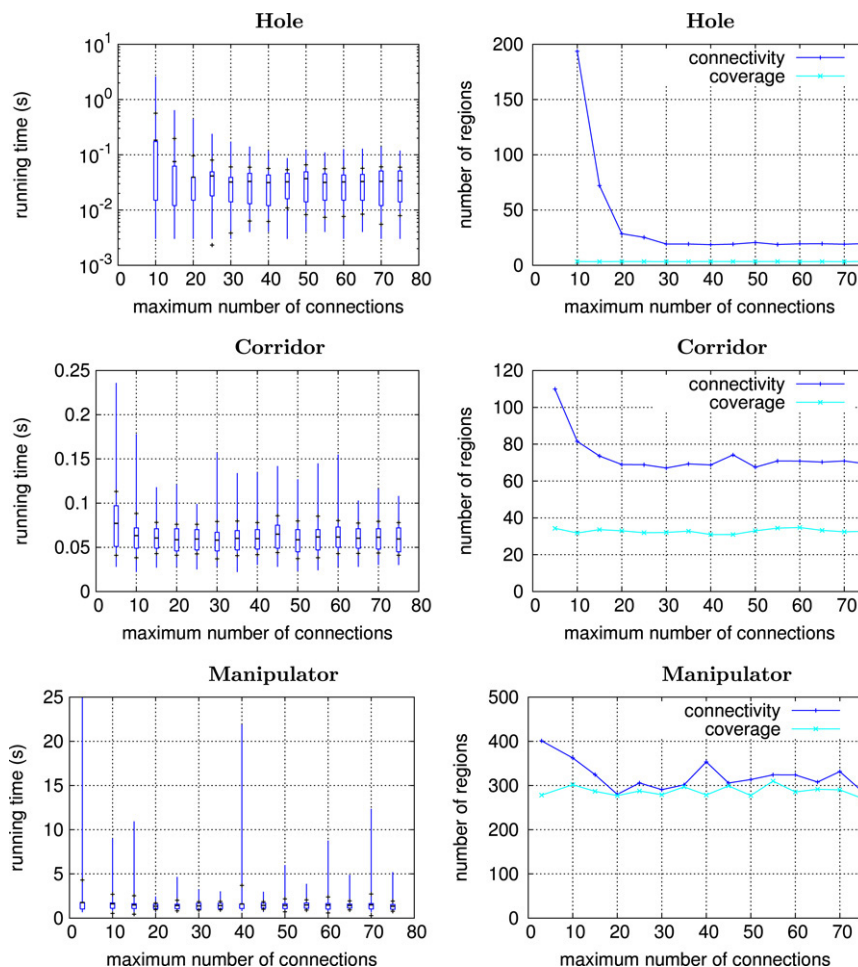 Hole
10^1
10^0
10^-1
10^-2
10^-3
0 10 20 30 40 50 60 70 80
running time (s)
maximum number of connections
Hole
200
150
100
50
0
0 10 20 30 40 50 60 70
number of regions
connectivity
coverage
maximum number of connections
Corridor
0.25
0.2
0.15
0.1
0.05
0
0 10 20 30 40 50 60 70 80
running time (s)
maximum number of connections
Corridor
120
100
80
60
40
20
0
0 10 20 30 40 50 60 70
number of regions
connectivity
coverage
maximum number of connections
Manipulator
25
20
15
10
5
0
0 10 20 30 40 50 60 70 80
running time (s)
maximum number of connections
Manipulator
500
400
300
200
100
0
0 10 20 30 40 50 60 70
number of regions
connectivity
coverage
maximum number of connections